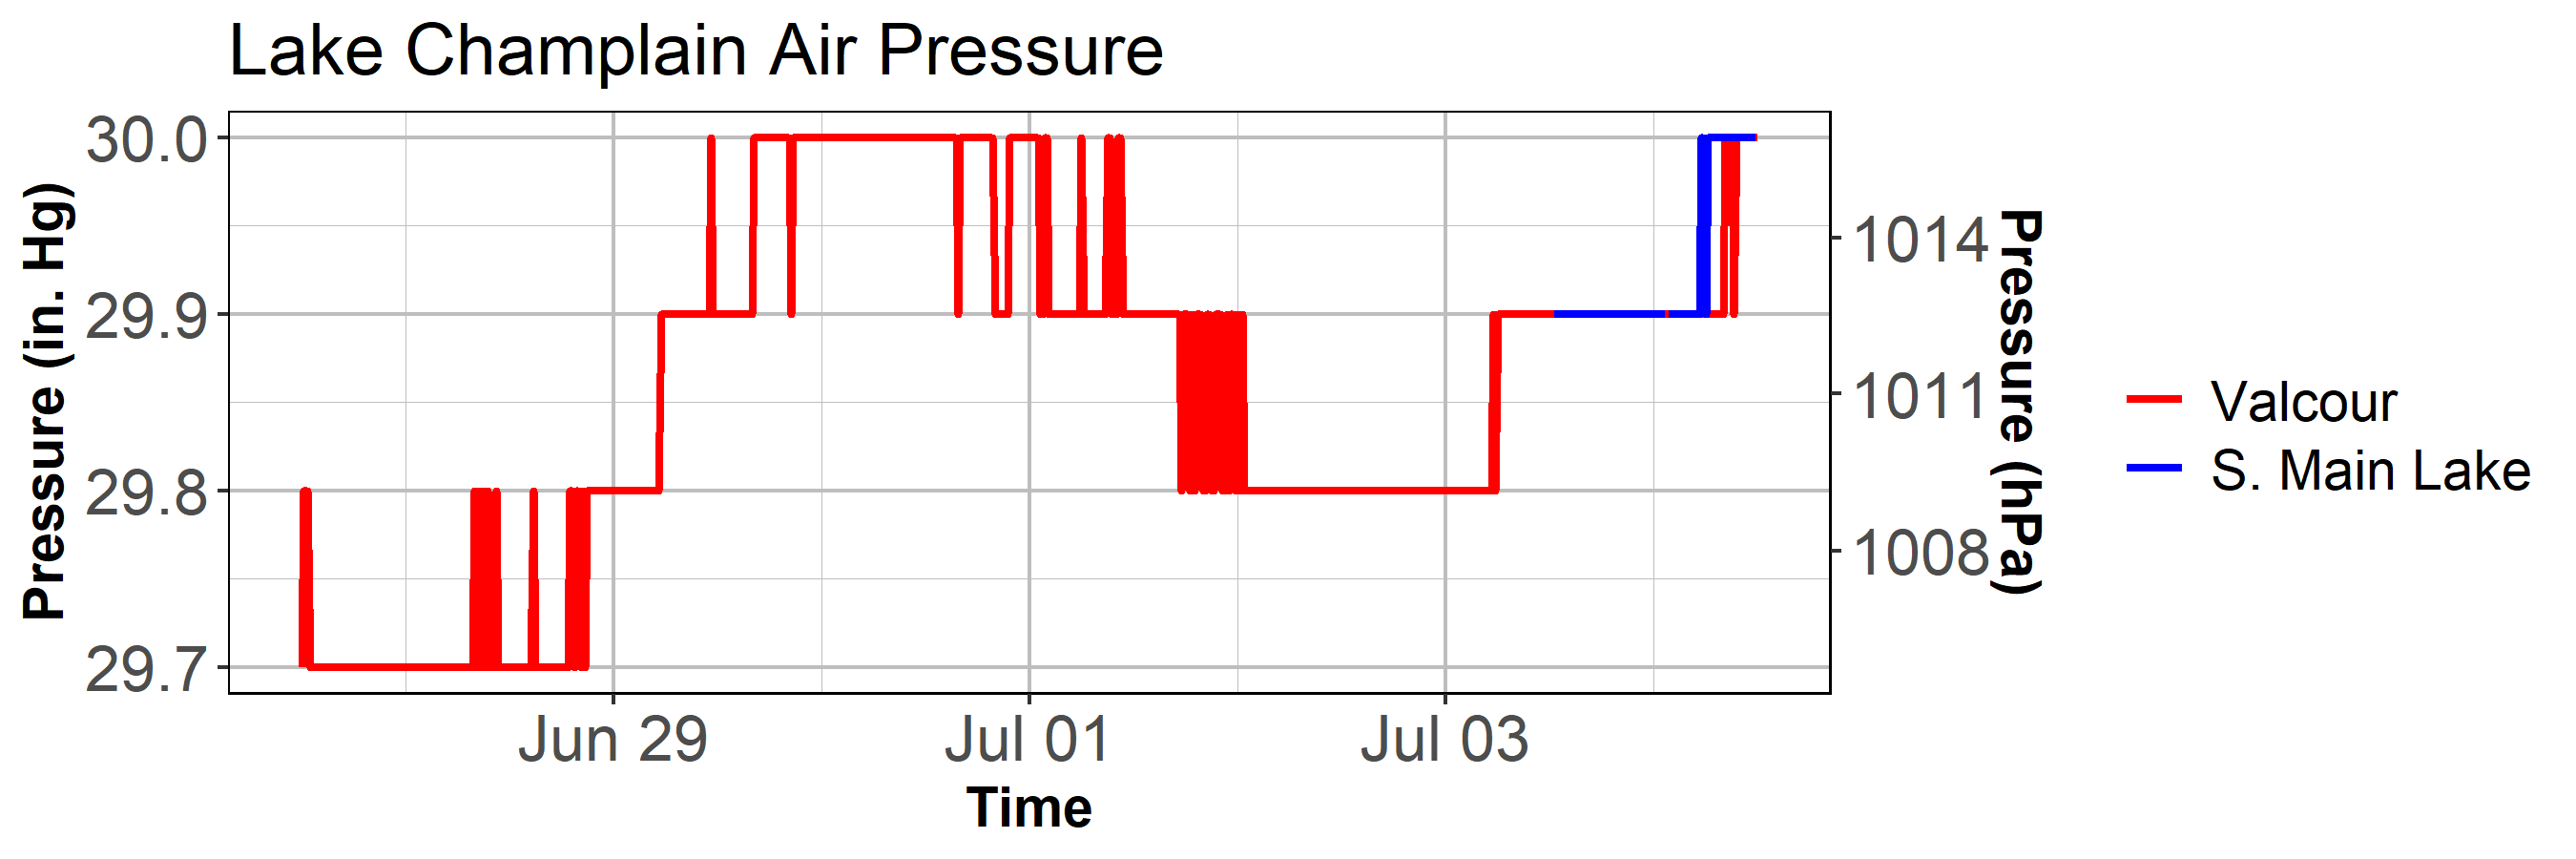 Lake Champlain Air Pressure
Pressure (in. Hg)
30.0
29.9
29.8
29.7
1014
1011
1008
Pressure (hPa)
Jun 29
Jul 01
Jul 03
Time
Valcour
S. Main Lake